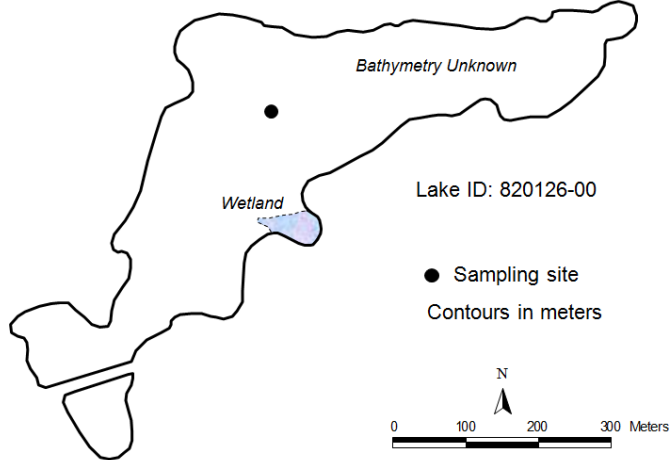 Bathymetry Unknown
Lake ID: 820126-00
Wetland
Sampling site
Contours in meters
N
0 100 200 300 Meters